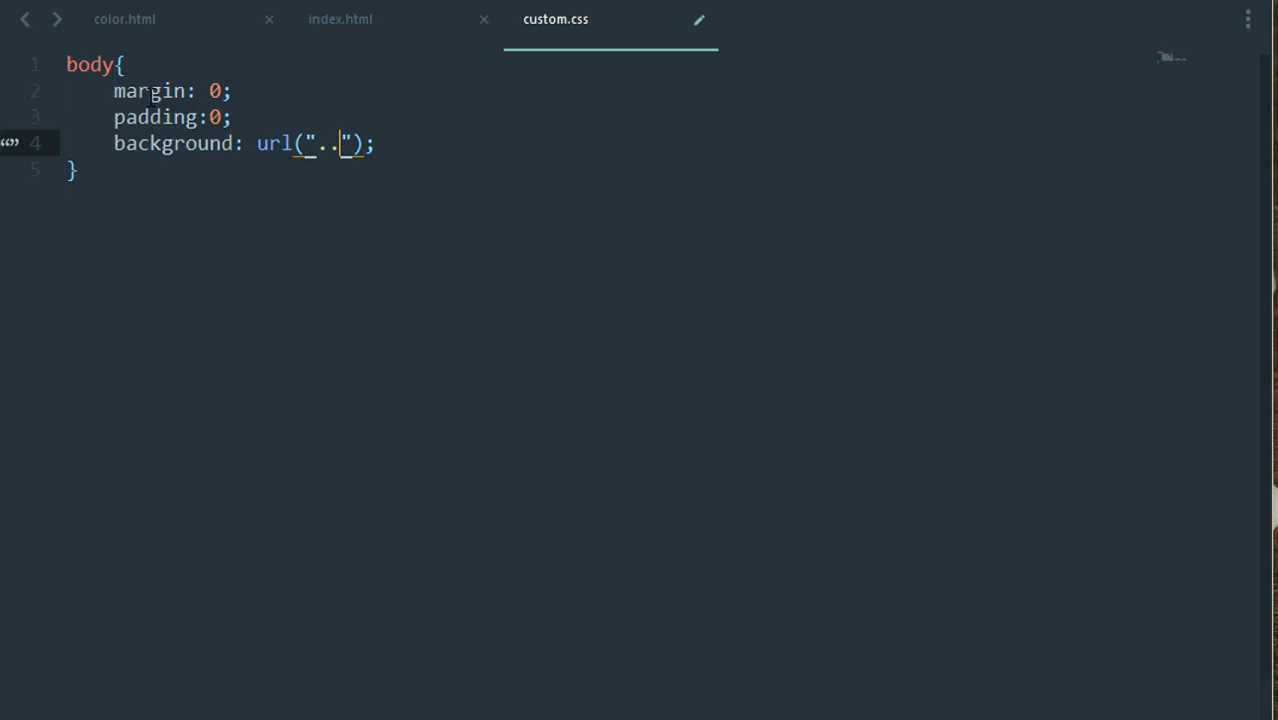 color.html × index.html × custom.css
1 body{
2 margin: 0;
3 padding:0;
4 background: url("..");
5 }